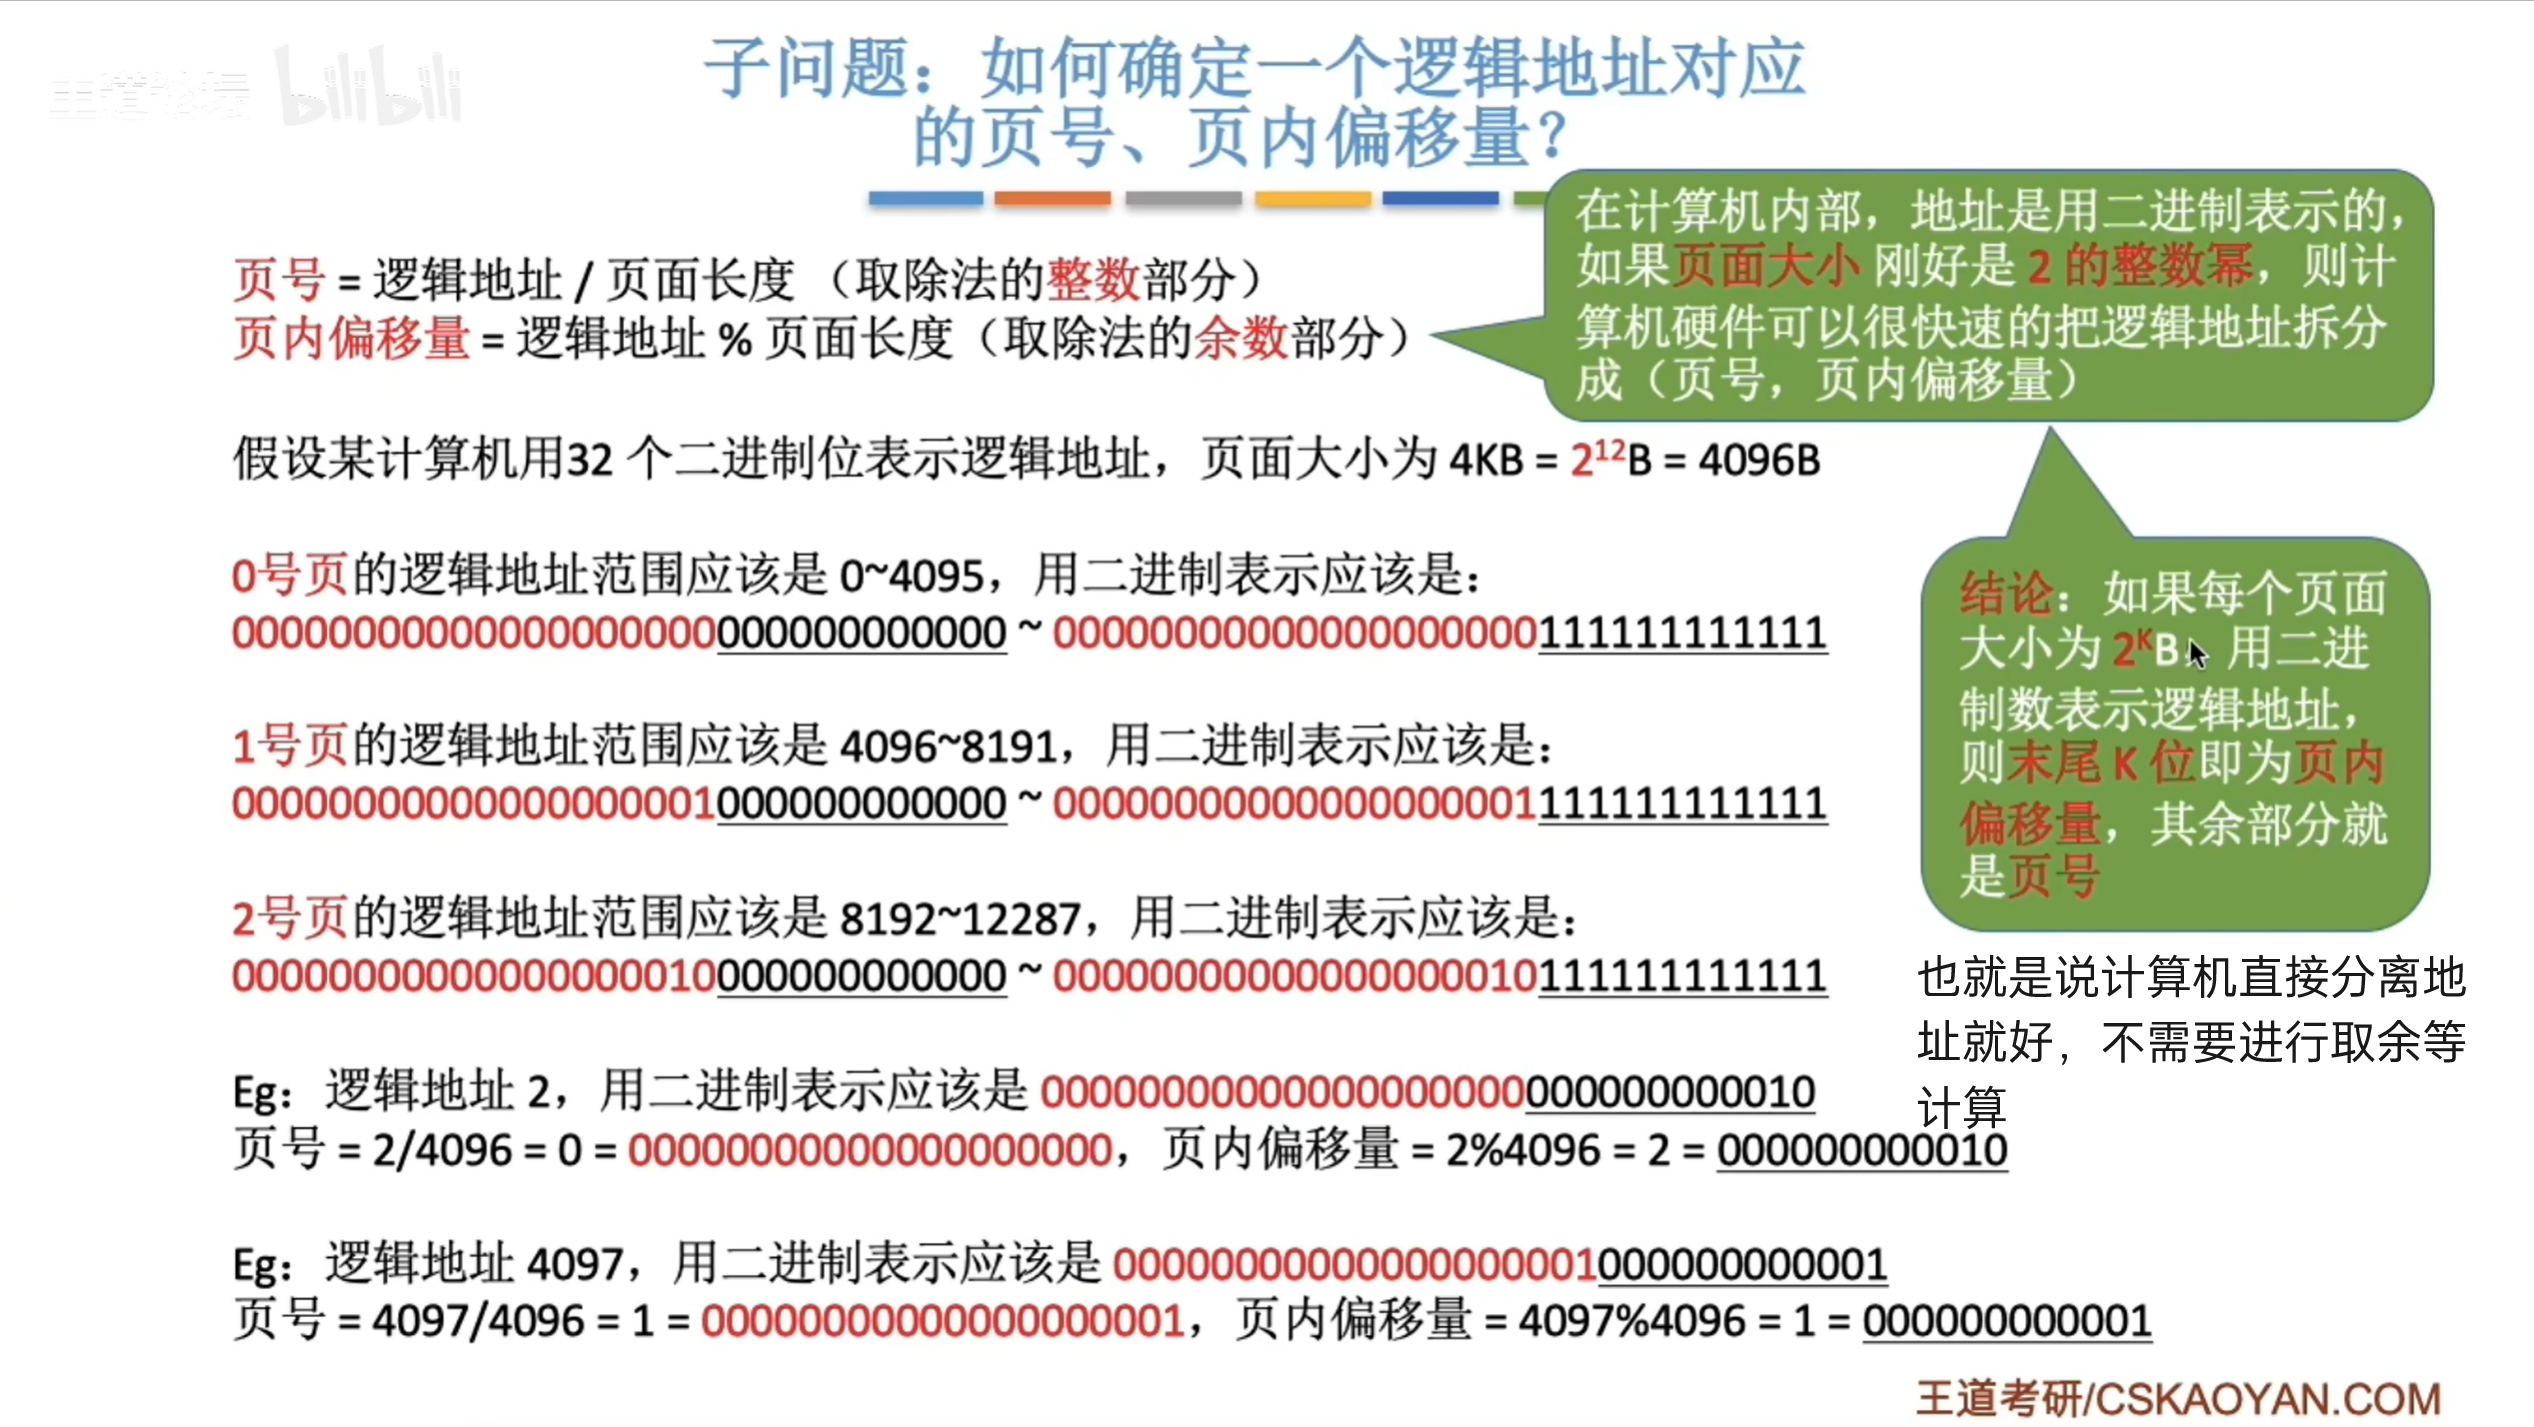 王道论坛 bilibili
子问题：如何确定一个逻辑地址对应
的页号、页内偏移量？
在计算机内部，地址是用二进制表示的，
如果页面大小 刚好是 2 的整数幂，则计
算机硬件可以很快速的把逻辑地址拆分
成（页号，页内偏移量）
页号 = 逻辑地址 / 页面长度 （取除法的整数部分）
页内偏移量 = 逻辑地址 % 页面长度（取除法的余数部分）
假设某计算机用32 个二进制位表示逻辑地址，页面大小为 4KB = 2¹²B = 4096B
0号页的逻辑地址范围应该是 0~4095，用二进制表示应该是：
00000000000000000000000000000000 ~ 00000000000000000000111111111111
1号页的逻辑地址范围应该是 4096~8191，用二进制表示应该是：
00000000000000000001000000000000 ~ 00000000000000000001111111111111
2号页的逻辑地址范围应该是 8192~12287，用二进制表示应该是：
00000000000000000010000000000000 ~ 00000000000000000010111111111111
结论：如果每个页面
大小为 2ᴷB 用二进
制数表示逻辑地址，
则末尾 K 位即为页内
偏移量，其余部分就
是页号
也就是说计算机直接分离地
址就好，不需要进行取余等
计算
Eg：逻辑地址 2，用二进制表示应该是 00000000000000000000000000000010
页号 = 2/4096 = 0 = 00000000000000000000，页内偏移量 = 2%4096 = 2 = 000000000010
Eg：逻辑地址 4097，用二进制表示应该是 00000000000000000001000000000001
页号 = 4097/4096 = 1 = 00000000000000000001，页内偏移量 = 4097%4096 = 1 = 000000000001
王道考研/CSKAOYAN.COM